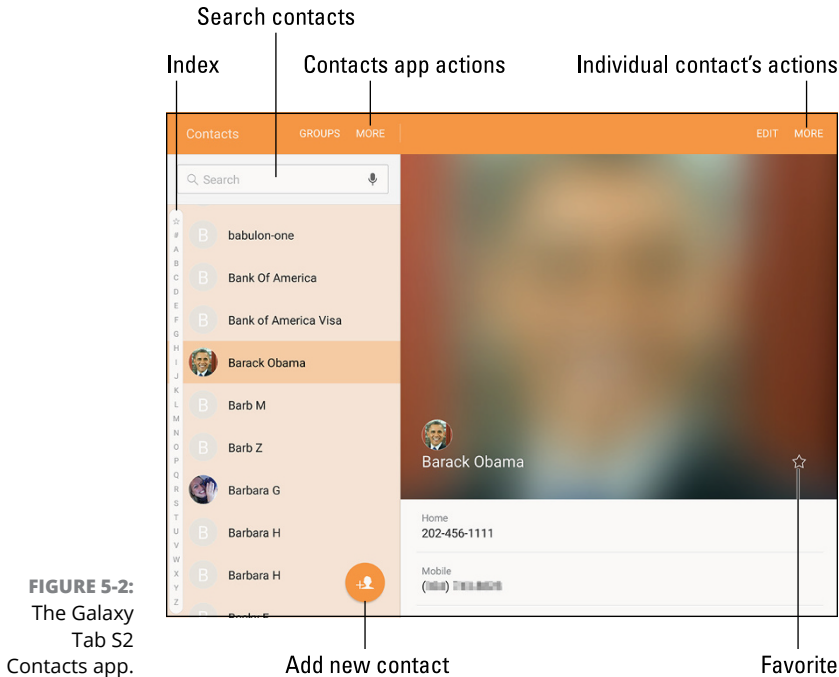 Search contacts
Index
Contacts app actions
Individual contact's actions
Contacts
GROUPS
MORE
EDIT
MORE
Search
☆
#
A
B
C
D
E
F
G
H
I
J
K
L
M
N
O
P
Q
R
S
T
U
V
W
X
Y
Z
B
babulon-one
B
Bank Of America
B
Bank of America Visa
Barack Obama
B
Barb M
B
Barb Z
Barbara G
B
Barbara H
B
Barbara H
Barack Obama
Home
202-456-1111
Mobile
FIGURE 5-2:
The Galaxy
Tab S2
Contacts app.
Add new contact
Favorite